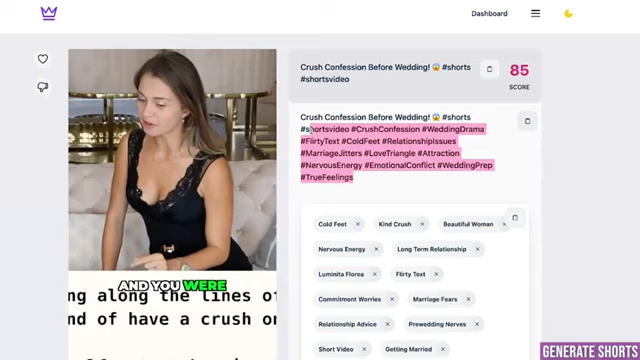 Dashboard
Crush Confession Before Wedding! 😱 #shorts
#shortsvideo
85
SCORE
Crush Confession Before Wedding! 😱 #shorts
#shortsvideo #CrushConfession #WeddingDrama
#FlirtyText #ColdFeet #RelationshipIssues
#MarriageJitters #LoveTriangle #Attraction
#NervousEnergy #EmotionalConflict #WeddingPrep
#TrueFeelings
Cold Feet × Kind Crush × Beautiful Woman ×
Nervous Energy × Long Term Relationship ×
Luminita Florea × Flirty Text ×
Commitment Worries × Marriage Fears ×
Relationship Advice × Prewedding Nerves ×
Short Video × Getting Married ×
AND YOU WERE
ng along the lines of
nd of have a crush on
GENERATE SHORTS